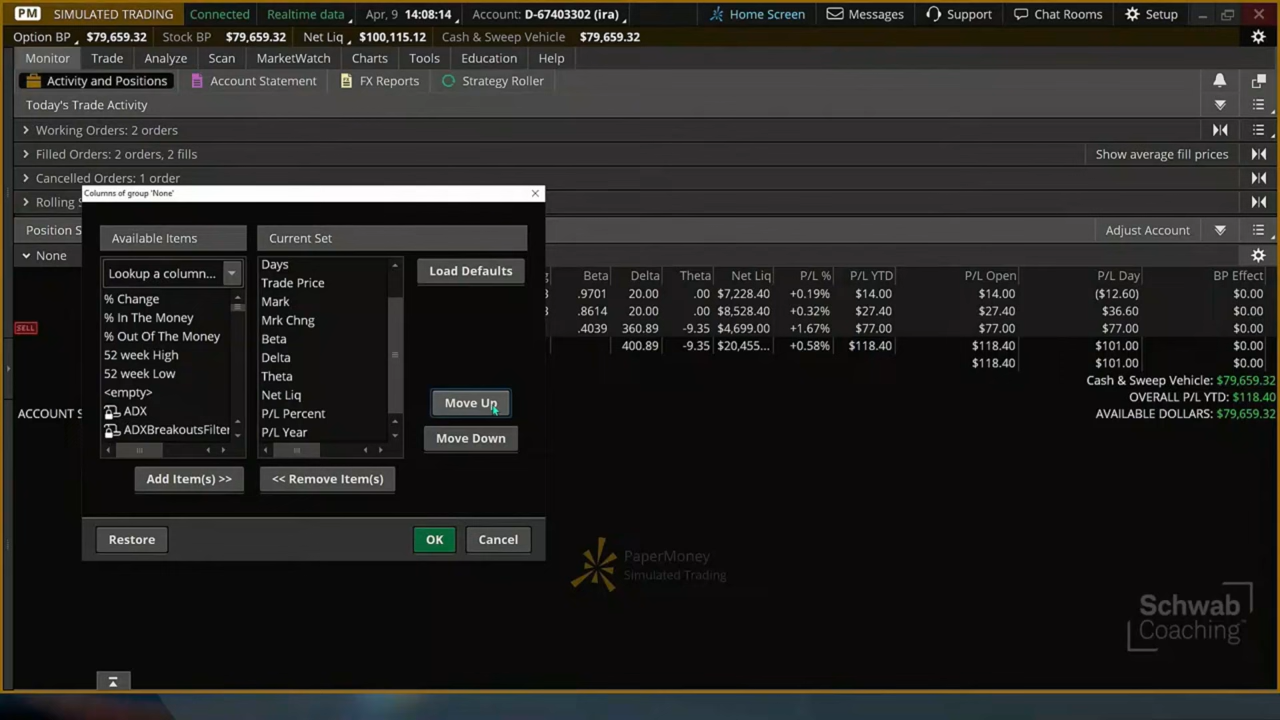 PM SIMULATED TRADING Connected Realtime data Apr, 9 14:08:14 Account: D-67403302 (ira) Home Screen Messages Support Chat Rooms Setup
Option BP $79,659.32 Stock BP $79,659.32 Net Liq $100,115.12 Cash & Sweep Vehicle $79,659.32
Monitor Trade Analyze Scan MarketWatch Charts Tools Education Help
Activity and Positions Account Statement FX Reports Strategy Roller
Today's Trade Activity
Working Orders: 2 orders
Filled Orders: 2 orders, 2 fills Show average fill prices
Cancelled Orders: 1 order
Rolling S
Position S Adjust Account
None
Columns of group 'None'
Available Items Current Set
Lookup a column...
% Change
% In The Money
% Out Of The Money
52 week High
52 week Low
<empty>
ADX
ADXBreakoutsFilter
Days
Trade Price
Mark
Mrk Chng
Beta
Delta
Theta
Net Liq
P/L Percent
P/L Year
Load Defaults
Move Up
Move Down
Add Item(s) >> << Remove Item(s)
Restore OK Cancel
Beta Delta Theta Net Liq P/L % P/L YTD P/L Open P/L Day BP Effect
.9701 20.00 .00 $7,228.40 +0.19% $14.00 $14.00 ($12.60) $0.00
.8614 20.00 .00 $8,528.40 +0.32% $27.40 $27.40 $36.60 $0.00
SELL .4039 360.89 -9.35 $4,699.00 +1.67% $77.00 $77.00 $77.00 $0.00
400.89 -9.35 $20,455... +0.58% $118.40 $118.40 $101.00 $0.00
$118.40 $101.00 $0.00
Cash & Sweep Vehicle: $79,659.32
OVERALL P/L YTD: $118.40
ACCOUNT S AVAILABLE DOLLARS: $79,659.32
PaperMoney
Simulated Trading
Schwab
Coaching